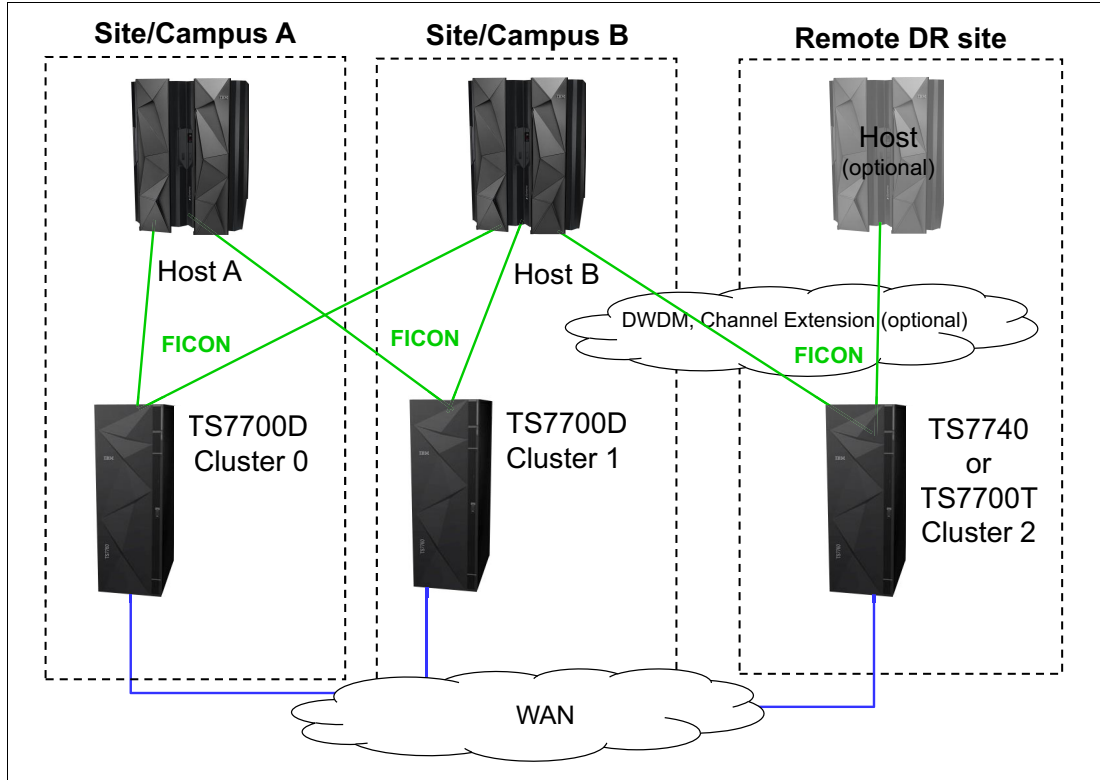 Site/Campus A
Site/Campus B
Remote DR site
Host
(optional)
Host A
Host B
DWDM, Channel Extension (optional)
FICON
FICON
FICON
TS7700D
Cluster 0
TS7700D
Cluster 1
TS7740
or
TS7700T
Cluster 2
WAN